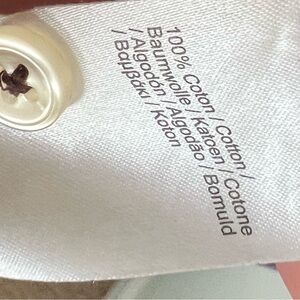 100% Coton / Cotton /
Baumwolle / Katoen / Cotone
/ Algodón / Algodão / Bomuld
/ Βαμβάκι / Koton